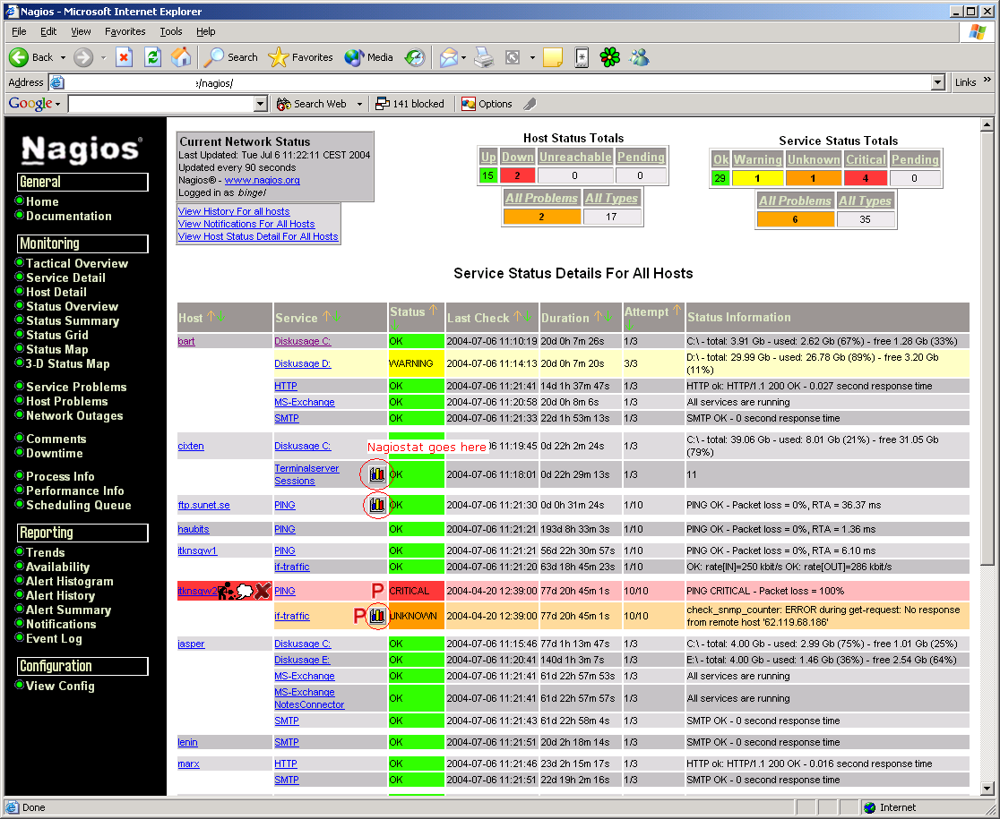 Nagios - Microsoft Internet Explorer
File Edit View Favorites Tools Help
Back Search Favorites Media
Address :/nagios/ Links »
Google Search Web 141 blocked Options
Nagios®
General
Home
Documentation
Monitoring
Tactical Overview
Service Detail
Host Detail
Status Overview
Status Summary
Status Grid
Status Map
3-D Status Map
Service Problems
Host Problems
Network Outages
Comments
Downtime
Process Info
Performance Info
Scheduling Queue
Reporting
Trends
Availability
Alert Histogram
Alert History
Alert Summary
Notifications
Event Log
Configuration
View Config
Current Network Status
Last Updated: Tue Jul 6 11:22:11 CEST 2004
Updated every 90 seconds
Nagios® - www.nagios.org
Logged in as binge!
View History For all hosts
View Notifications For All Hosts
View Host Status Detail For All Hosts
Host Status Totals
Up Down Unreachable Pending
15 2 0 0
All Problems All Types
2 17
Service Status Totals
Ok Warning Unknown Critical Pending
29 1 1 4 0
All Problems All Types
6 35
Service Status Details For All Hosts
Host Service Status Last Check Duration Attempt Status Information
bart Diskusage C: OK 2004-07-06 11:10:19 20d 0h 7m 26s 1/3 C:\ - total: 3.91 Gb - used: 2.62 Gb (67%) - free 1.28 Gb (33%)
Diskusage D: WARNING 2004-07-06 11:14:13 20d 0h 7m 20s 3/3 D:\ - total: 29.99 Gb - used: 26.78 Gb (89%) - free 3.20 Gb
(11%)
HTTP OK 2004-07-06 11:21:41 14d 1h 37m 47s 1/3 HTTP ok: HTTP/1.1 200 OK - 0.027 second response time
MS-Exchange OK 2004-07-06 11:20:58 20d 0h 8m 6s 1/3 All services are running
SMTP OK 2004-07-06 11:21:33 22d 1h 53m 13s 1/3 SMTP OK - 0 second response time
cixten Diskusage C: Nagiostat goes here 11:19:45 0d 22h 2m 24s 1/3 C:\ - total: 39.06 Gb - used: 8.01 Gb (21%) - free 31.05 Gb
(79%)
Terminalserver
Sessions OK 2004-07-06 11:18:01 0d 22h 29m 13s 1/3 11
ftp.sunet.se PING OK 2004-07-06 11:21:30 0d 0h 31m 24s 1/10 PING OK - Packet loss = 0%, RTA = 36.37 ms
haubits PING OK 2004-07-06 11:21:21 193d 8h 33m 3s 1/10 PING OK - Packet loss = 0%, RTA = 1.36 ms
itknsgw1 PING OK 2004-07-06 11:21:21 56d 22h 30m 57s 1/10 PING OK - Packet loss = 0%, RTA = 6.10 ms
if-traffic OK 2004-07-06 11:21:20 63d 18h 45m 23s 1/10 OK: rate[IN]=250 kbit/s OK: rate[OUT]=286 kbit/s
itknsgw2 PING P CRITICAL 2004-04-20 12:39:00 77d 20h 45m 1s 10/10 PING CRITICAL - Packet loss = 100%
if-traffic P UNKNOWN 2004-04-20 12:39:00 77d 20h 45m 1s 10/10 check_snmp_counter: ERROR during get-request: No response
from remote host '62.119.68.186'
jasper Diskusage C: OK 2004-07-06 11:15:46 77d 1h 13m 47s 1/3 C:\ - total: 4.00 Gb - used: 2.99 Gb (75%) - free 1.01 Gb (25%)
Diskusage E: OK 2004-07-06 11:20:41 140d 1h 3m 7s 1/3 E:\ - total: 4.00 Gb - used: 1.46 Gb (36%) - free 2.54 Gb (64%)
MS-Exchange OK 2004-07-06 11:21:41 61d 22h 57m 53s 1/3 All services are running
MS-Exchange
NotesConnector OK 2004-07-06 11:21:41 61d 22h 57m 57s 1/3 All services are running
SMTP OK 2004-07-06 11:21:43 61d 22h 58m 4s 1/3 SMTP OK - 0 second response time
lenin SMTP OK 2004-07-06 11:21:51 20d 2h 18m 14s 1/3 SMTP OK - 0 second response time
marx HTTP OK 2004-07-06 11:21:46 23d 2h 15m 17s 1/3 HTTP ok: HTTP/1.1 200 OK - 0.016 second response time
SMTP OK 2004-07-06 11:21:51 22d 19h 2m 16s 1/3 SMTP OK - 0 second response time
Done Internet